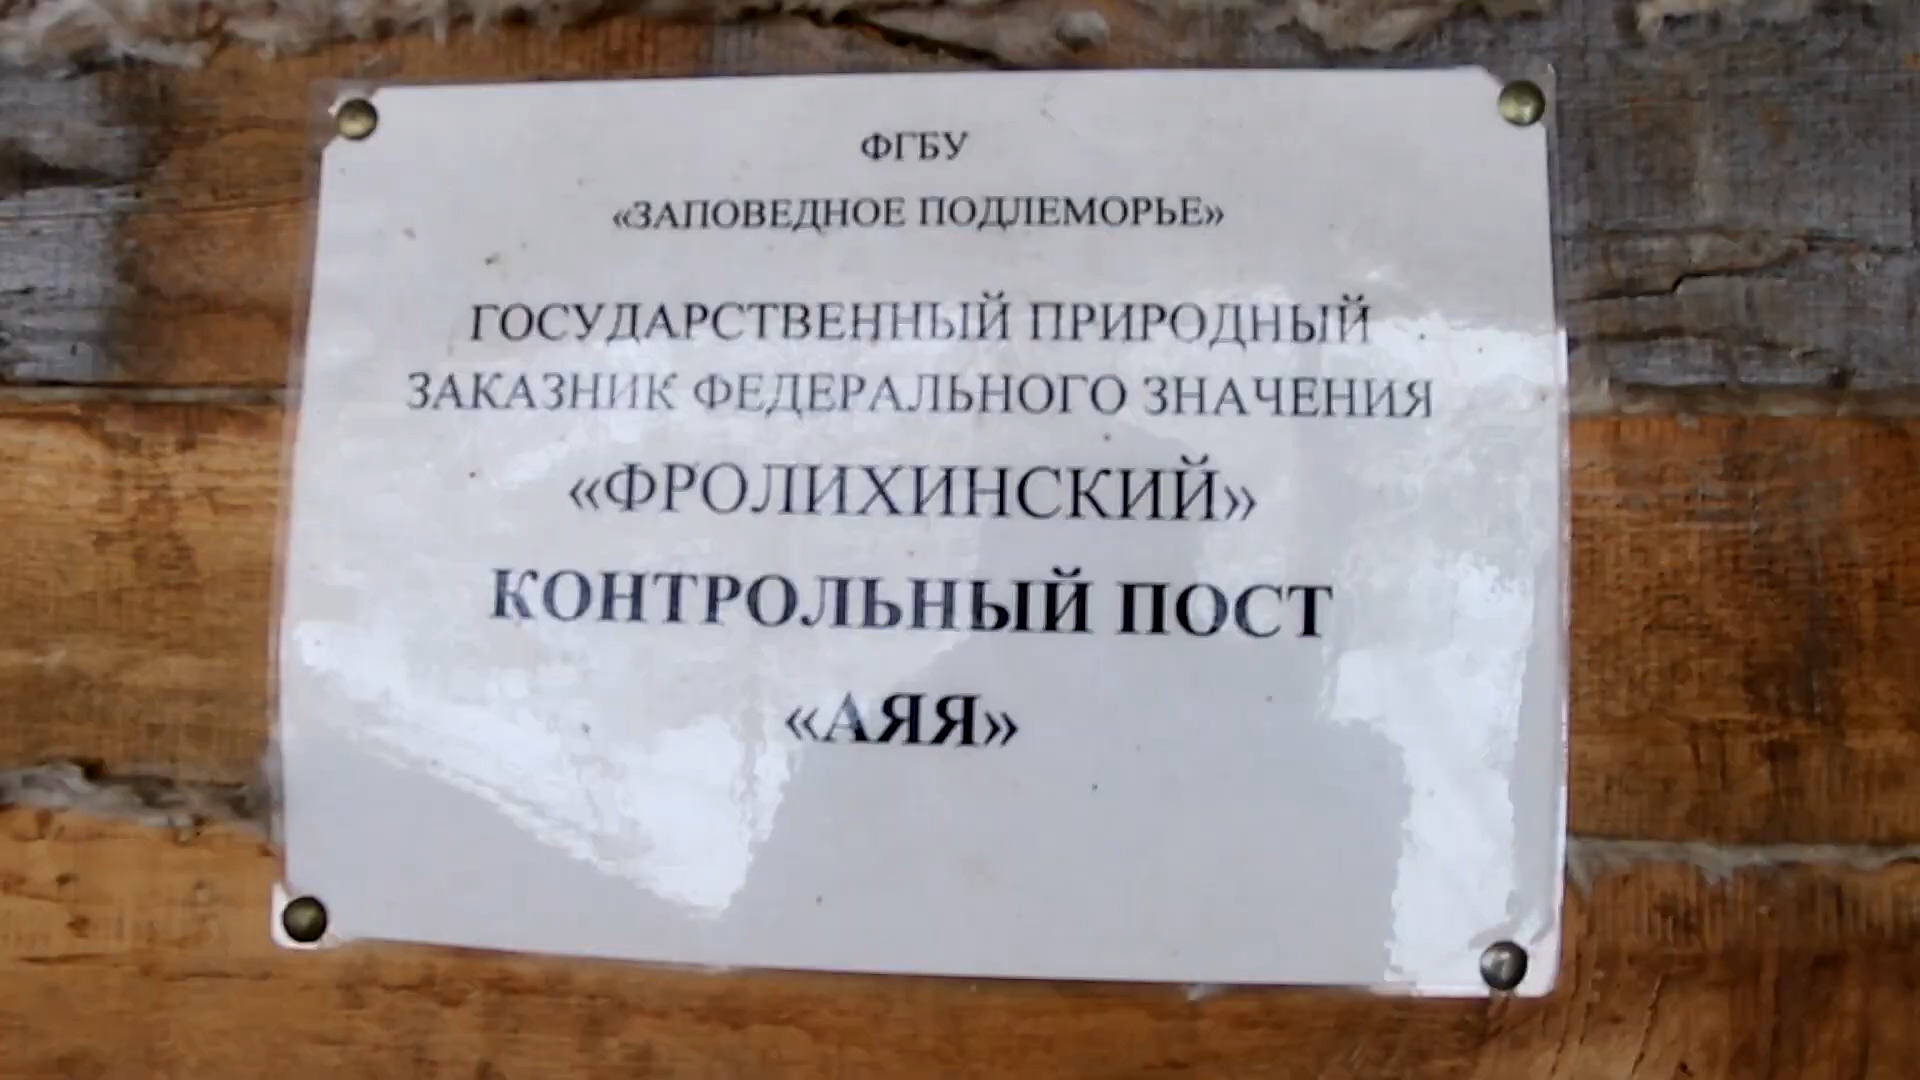 ФГБУ
«ЗАПОВЕДНОЕ ПОДЛЕМОРЬЕ»
ГОСУДАРСТВЕННЫЙ ПРИРОДНЫЙ
ЗАКАЗНИК ФЕДЕРАЛЬНОГО ЗНАЧЕНИЯ
«ФРОЛИХИНСКИЙ»
КОНТРОЛЬНЫЙ ПОСТ
«АЯЯ»